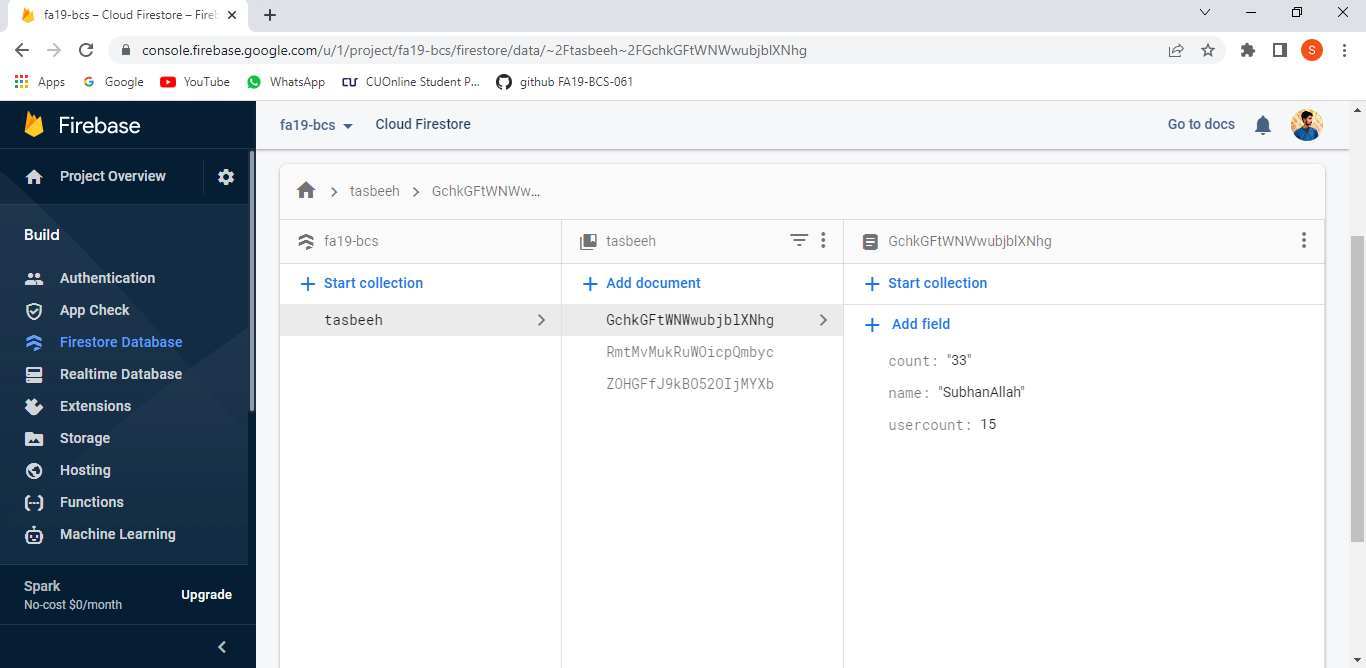 fa19-bcs – Cloud Firestore – Fireb
console.firebase.google.com/u/1/project/fa19-bcs/firestore/data/~2Ftasbeeh~2FGchkGFtWNWwubjblXNhg
S
Apps Google YouTube WhatsApp CUOnline Student P... github FA19-BCS-061
Firebase
fa19-bcs Cloud Firestore Go to docs
Project Overview
Build
Authentication
App Check
Firestore Database
Realtime Database
Extensions
Storage
Hosting
Functions
Machine Learning
Spark
No-cost $0/month
Upgrade
tasbeeh GchkGFtWNWw...
fa19-bcs
Start collection
tasbeeh
tasbeeh
Add document
GchkGFtWNWwubjblXNhg
RmtMvMukRuWOicpQmbyc
ZOHGFfJ9kBO52OIjMYXb
GchkGFtWNWwubjblXNhg
Start collection
Add field
count: "33"
name: "SubhanAllah"
usercount: 15